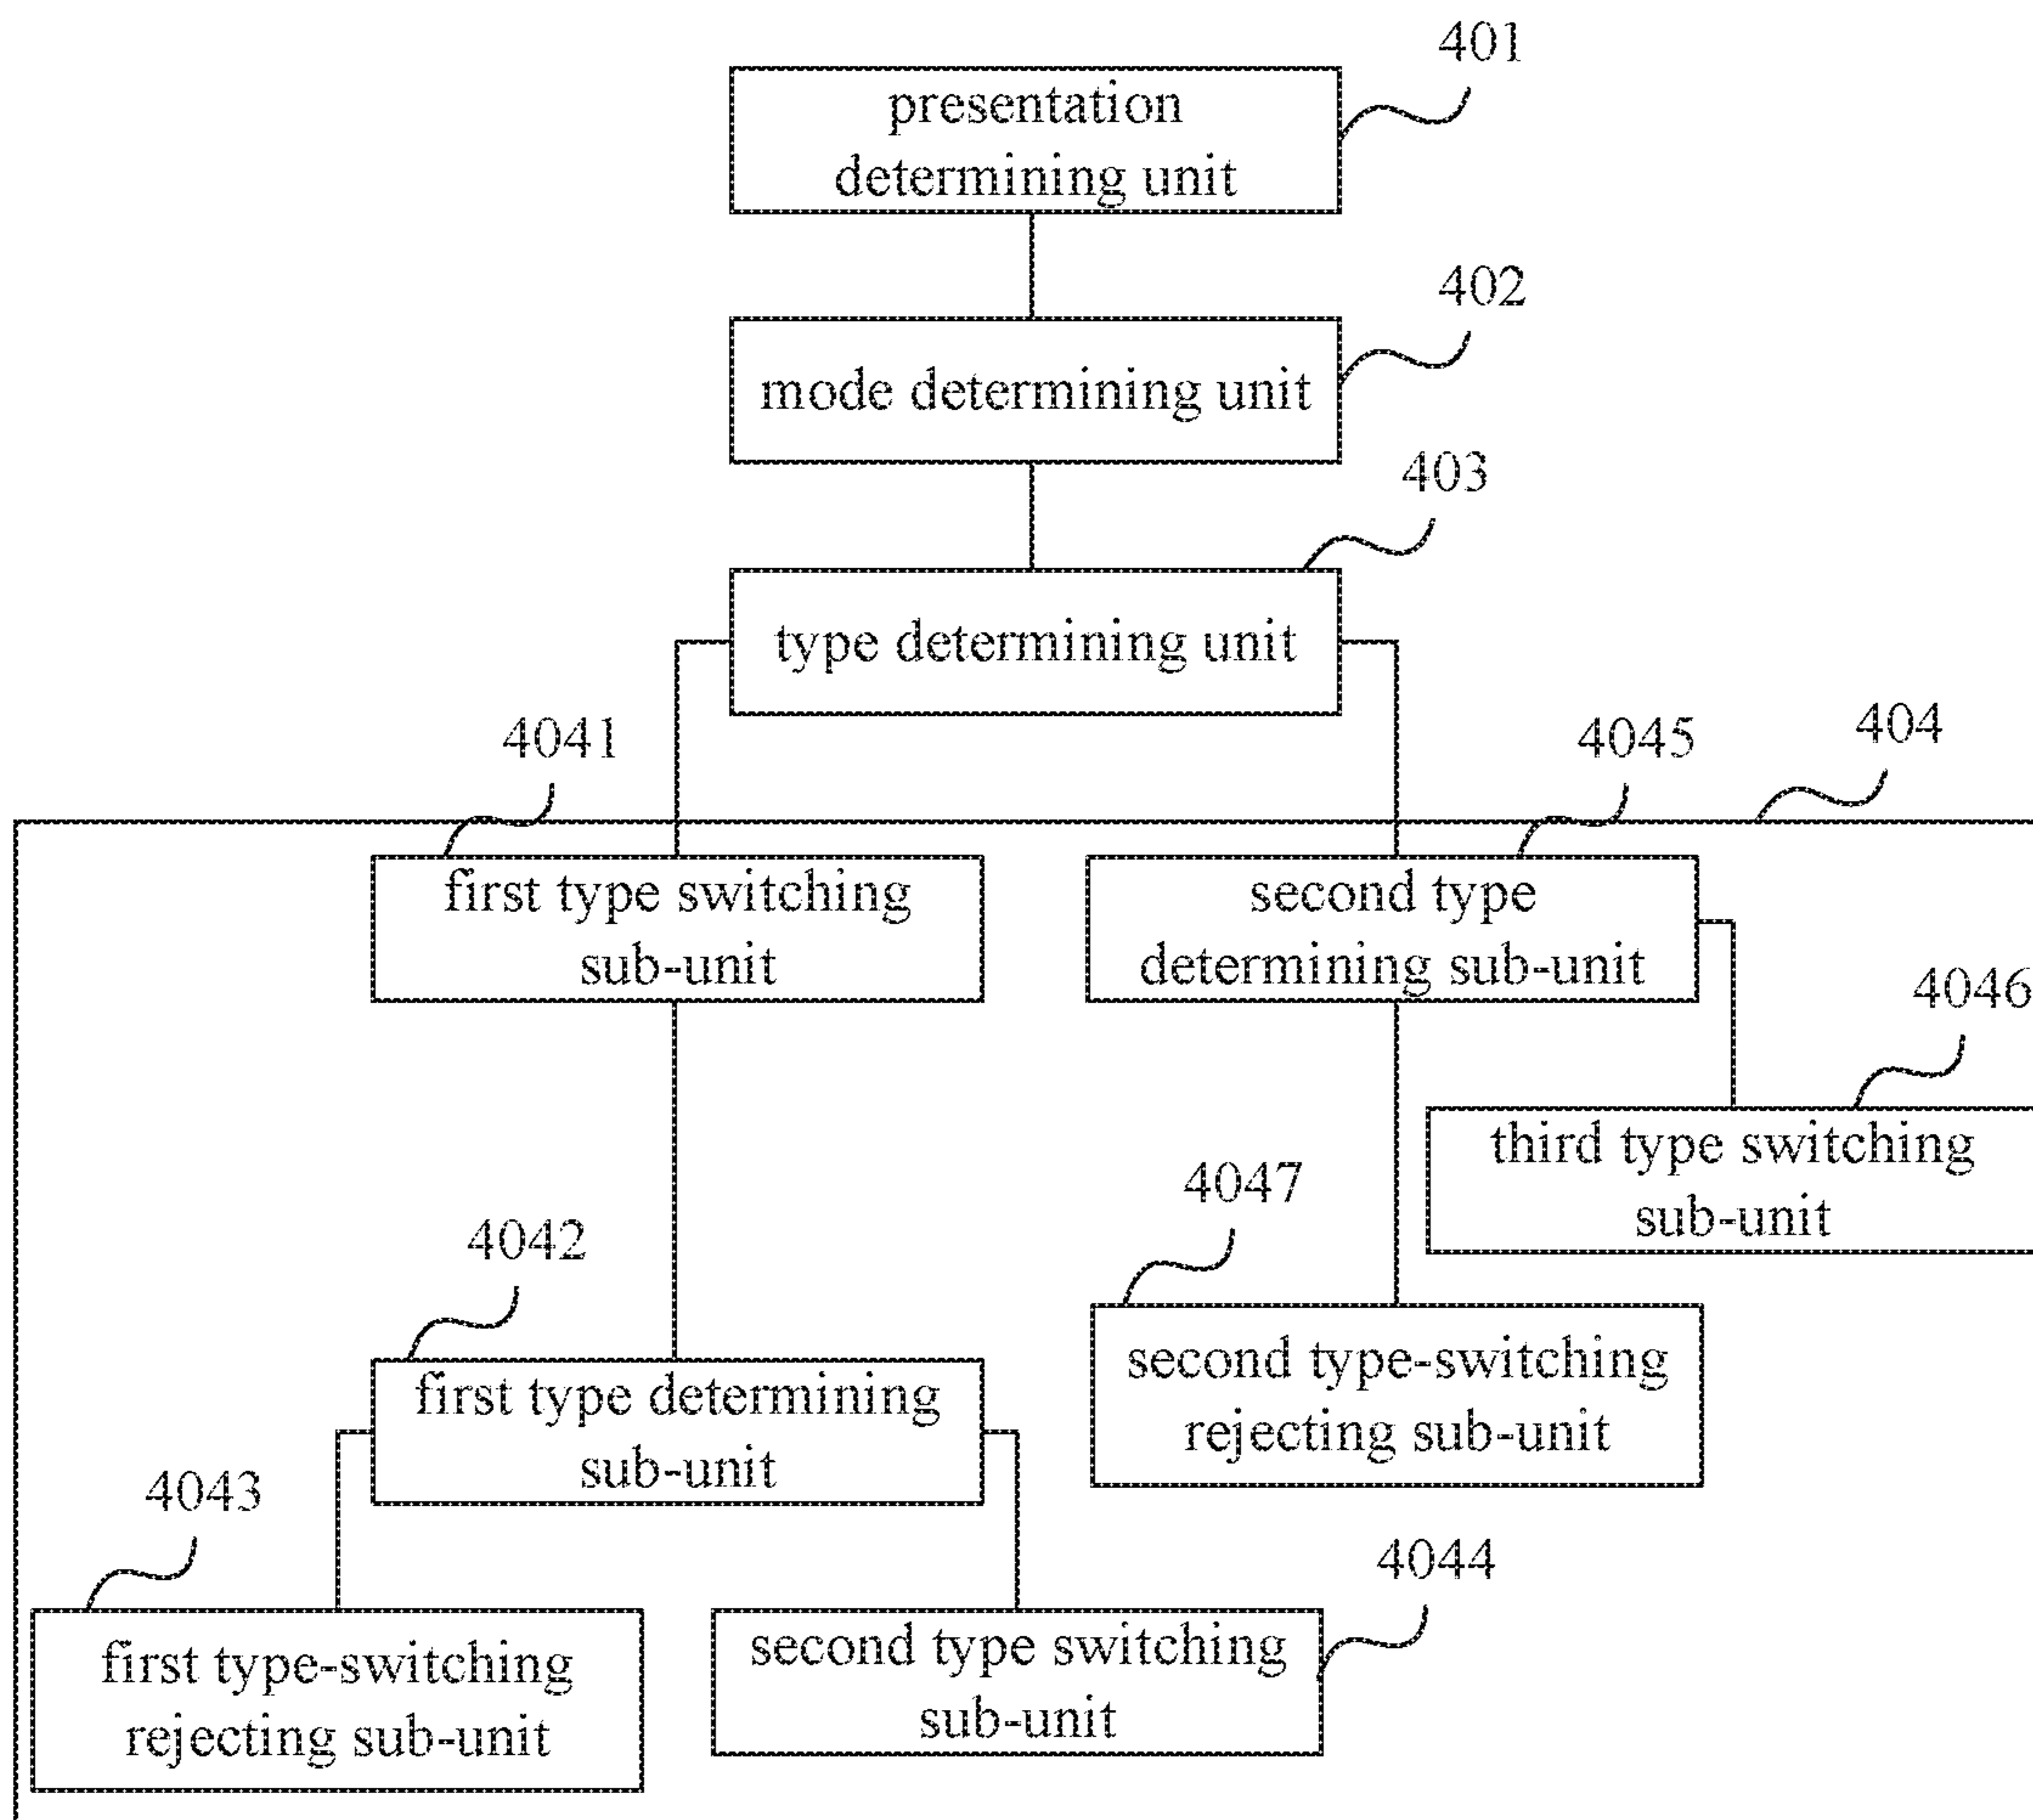 401
presentation
determining unit
402
mode determining unit
403
type determining unit
4041
4045
404
first type switching
sub-unit
second type
determining sub-unit
4046
third type switching
sub-unit
4047
4042
second type-switching
rejecting sub-unit
first type determining
sub-unit
4043
4044
first type-switching
rejecting sub-unit
second type switching
sub-unit